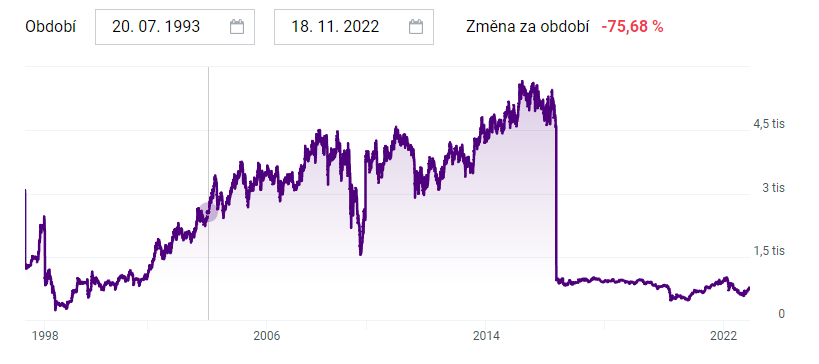 Období 20. 07. 1993 18. 11. 2022 Změna za období -75,68 %
4,5 tis
3 tis
1,5 tis
0
1998 2006 2014 2022